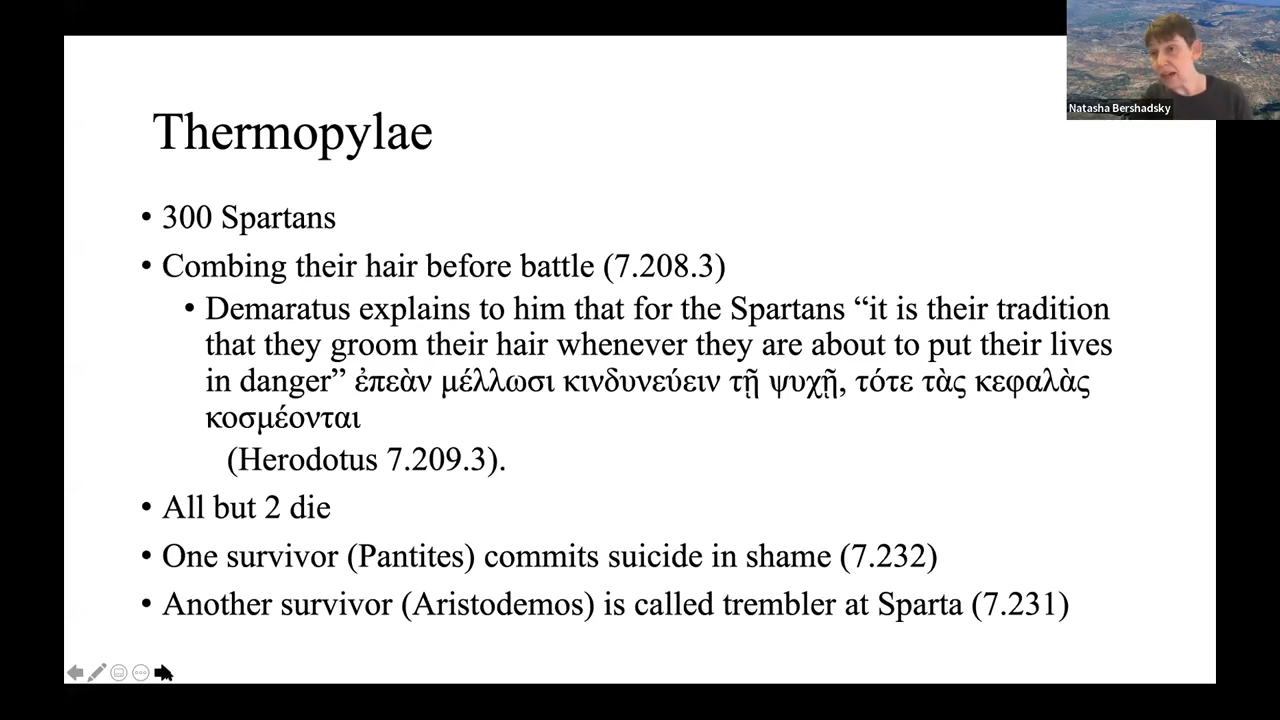 Natasha Bershadsky
Thermopylae
• 300 Spartans
• Combing their hair before battle (7.208.3)
• Demaratus explains to him that for the Spartans “it is their tradition
that they groom their hair whenever they are about to put their lives
in danger” ἐπεὰν μέλλωσι κινδυνεύειν τῇ ψυχῇ, τότε τὰς κεφαλὰς
κοσμέονται
(Herodotus 7.209.3).
• All but 2 die
• One survivor (Pantites) commits suicide in shame (7.232)
• Another survivor (Aristodemos) is called trembler at Sparta (7.231)